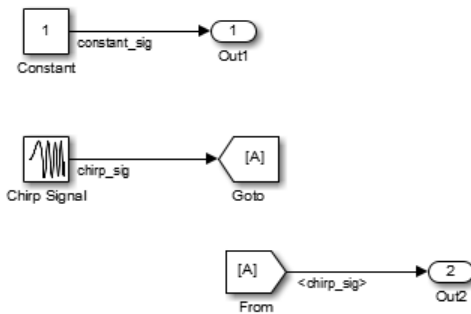 1
constant_sig
1
Constant
Out1
[A]
chirp_sig
Chirp Signal
Goto
[A]
<chirp_sig>
2
From
Out2